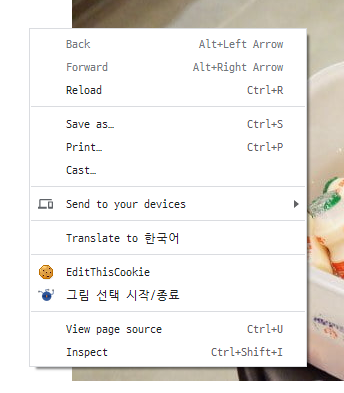 Back Alt+Left Arrow
Forward Alt+Right Arrow
Reload Ctrl+R
Save as… Ctrl+S
Print… Ctrl+P
Cast…
Send to your devices
Translate to 한국어
EditThisCookie
그림 선택 시작/종료
View page source Ctrl+U
Inspect Ctrl+Shift+I